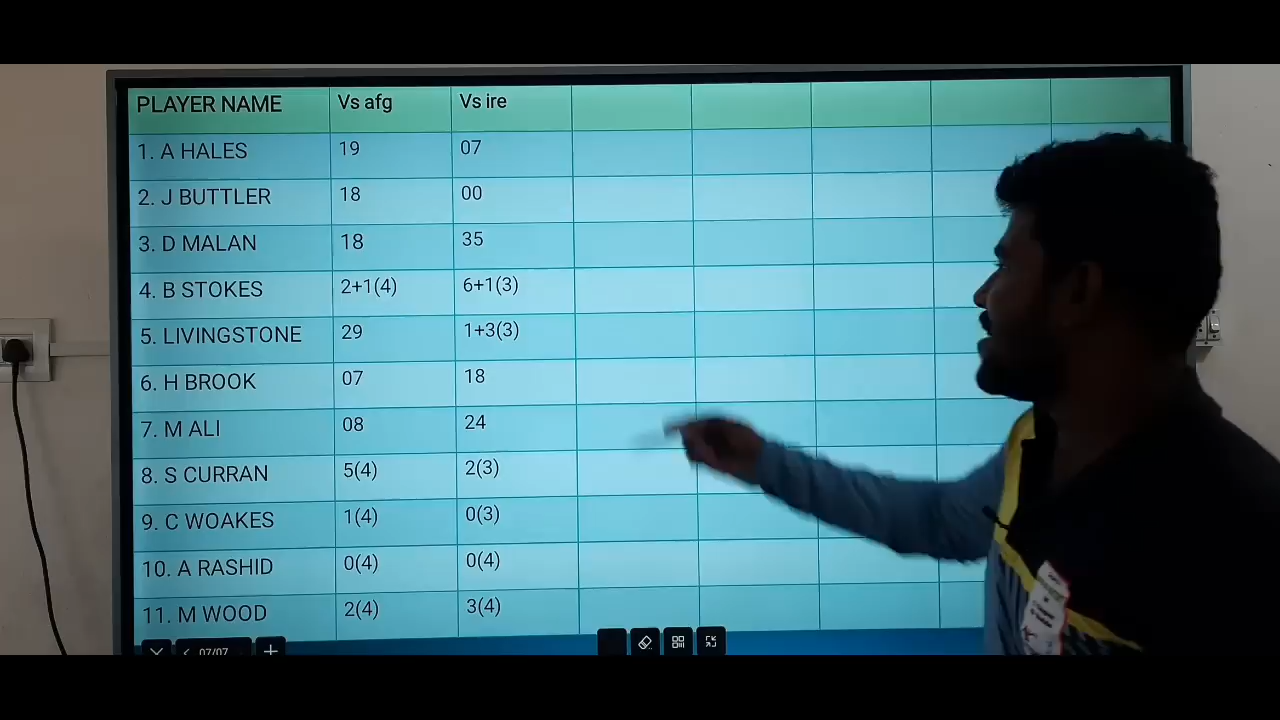 PLAYER NAME Vs afg Vs ire
1. A HALES 19 07
2. J BUTTLER 18 00
3. D MALAN 18 35
4. B STOKES 2+1(4) 6+1(3)
5. LIVINGSTONE 29 1+3(3)
6. H BROOK 07 18
7. M ALI 08 24
8. S CURRAN 5(4) 2(3)
9. C WOAKES 1(4) 0(3)
10. A RASHID 0(4) 0(4)
11. M WOOD 2(4) 3(4)
07/07